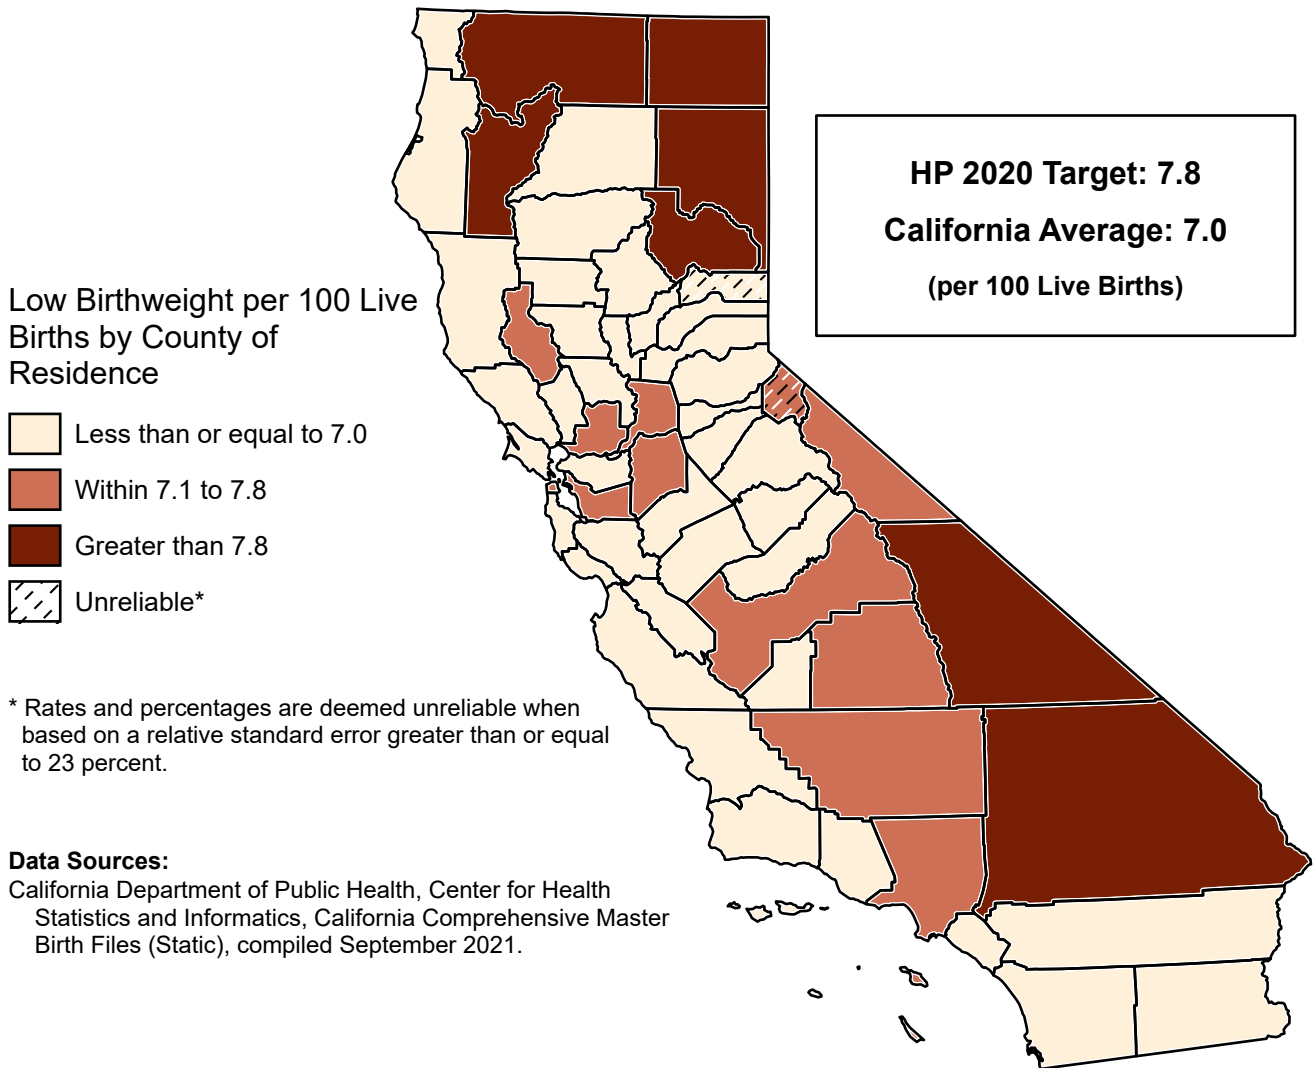 HP 2020 Target: 7.8
California Average: 7.0
(per 100 Live Births)
Low Birthweight per 100 Live
Births by County of
Residence
Less than or equal to 7.0
Within 7.1 to 7.8
Greater than 7.8
Unreliable*
* Rates and percentages are deemed unreliable when
based on a relative standard error greater than or equal
to 23 percent.
Data Sources:
California Department of Public Health, Center for Health
Statistics and Informatics, California Comprehensive Master
Birth Files (Static), compiled September 2021.